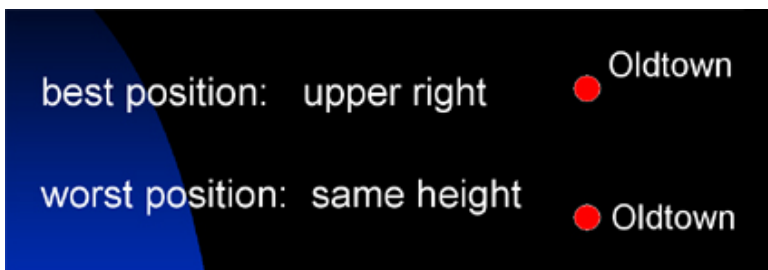 best position: upper right
Oldtown
worst position: same height
Oldtown